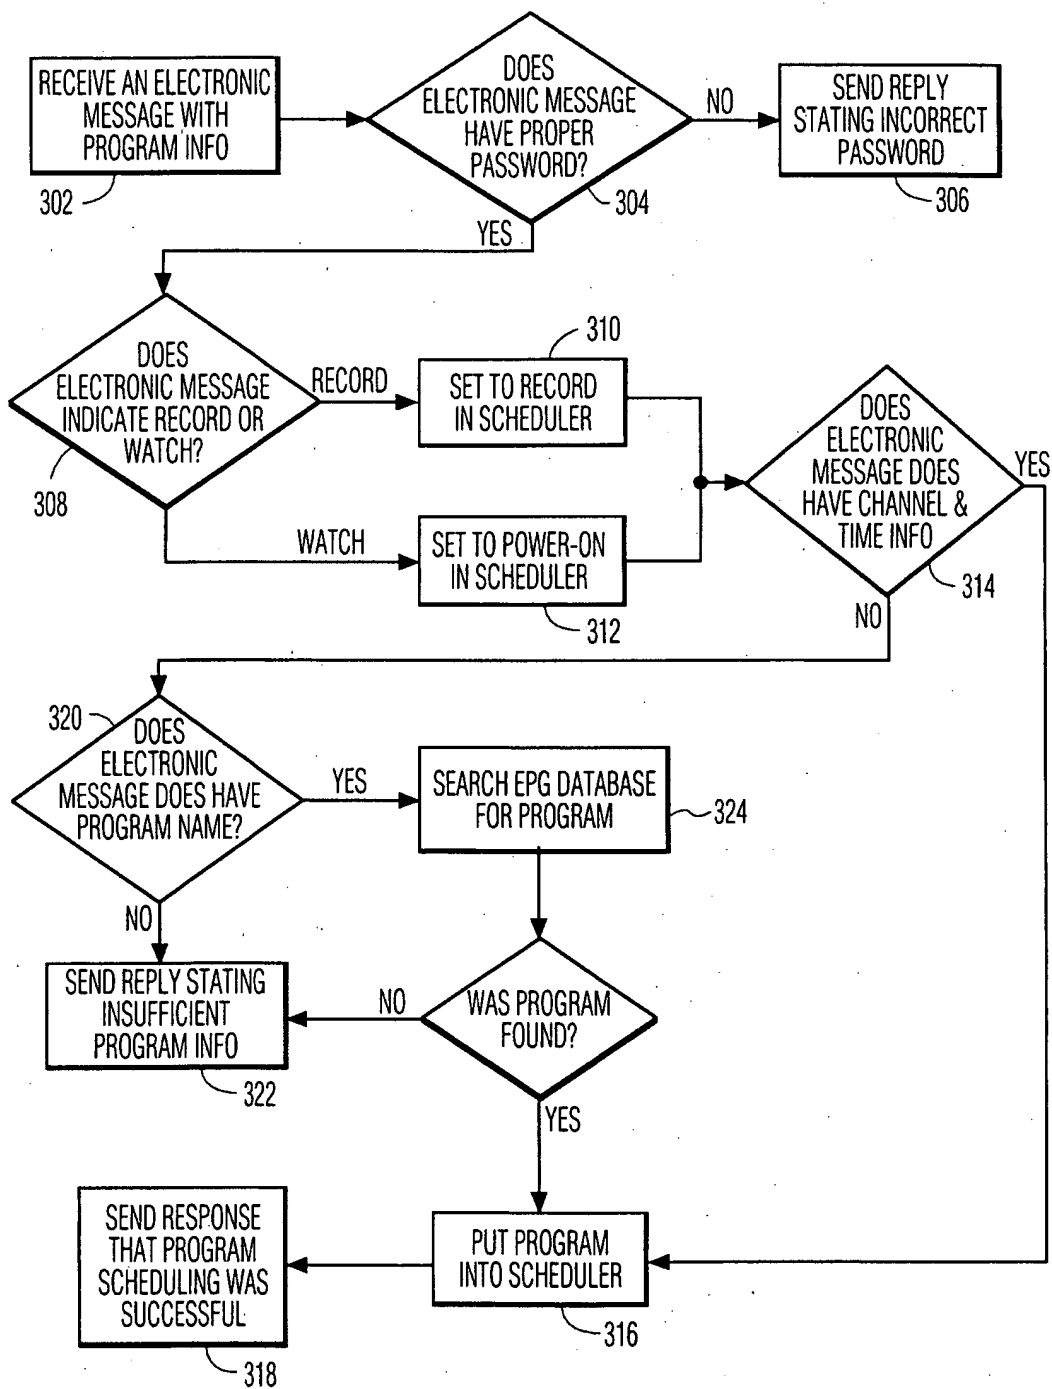 RECEIVE AN ELECTRONIC
MESSAGE WITH
PROGRAM INFO
302
DOES
ELECTRONIC MESSAGE
HAVE PROPER
PASSWORD?
304
NO
SEND REPLY
STATING INCORRECT
PASSWORD
306
YES
DOES
ELECTRONIC MESSAGE
INDICATE RECORD OR
WATCH?
308
RECORD
310
SET TO RECORD
IN SCHEDULER
WATCH
SET TO POWER-ON
IN SCHEDULER
312
DOES
ELECTRONIC
MESSAGE DOES
HAVE CHANNEL &
TIME INFO
314
YES
NO
320
DOES
ELECTRONIC
MESSAGE DOES HAVE
PROGRAM NAME?
YES
SEARCH EPG DATABASE
FOR PROGRAM
324
NO
SEND REPLY STATING
INSUFFICIENT
PROGRAM INFO
322
NO
WAS PROGRAM
FOUND?
YES
SEND RESPONSE
THAT PROGRAM
SCHEDULING WAS
SUCCESSFUL
318
PUT PROGRAM
INTO SCHEDULER
316